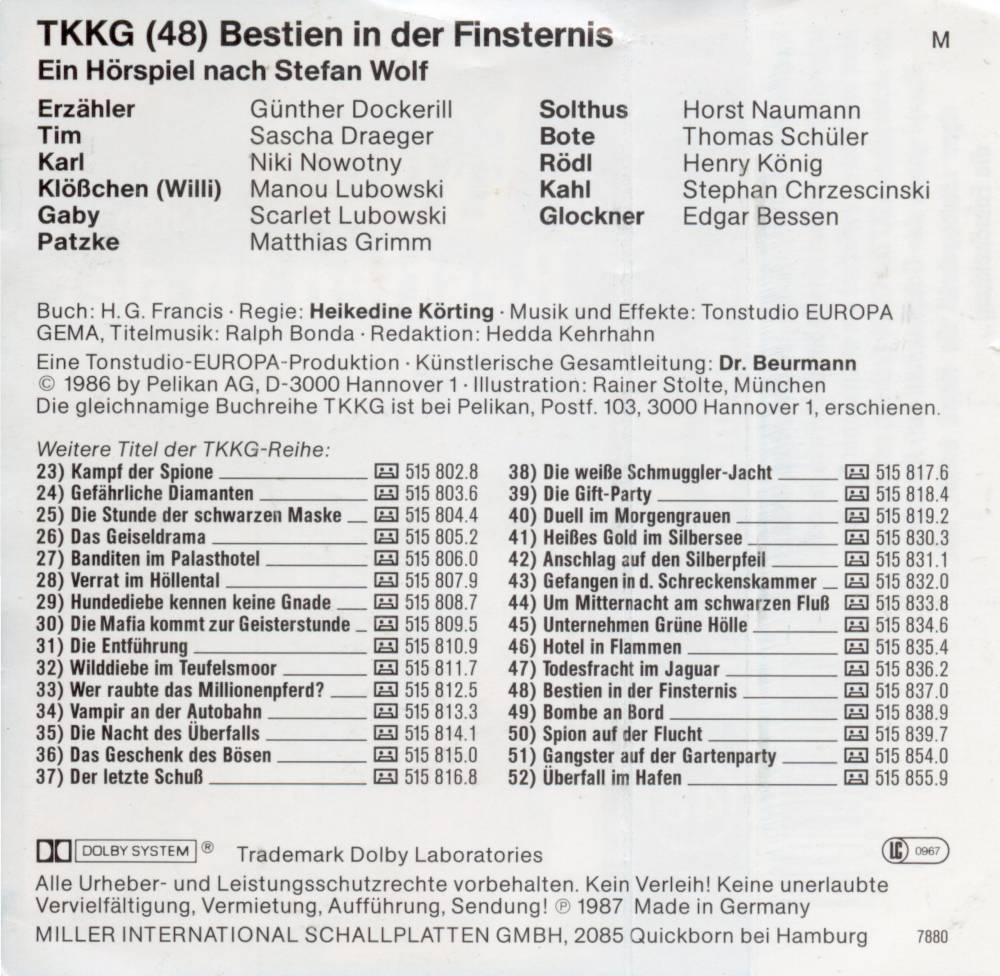 TKKG (48) Bestien in der Finsternis M
Ein Hörspiel nach Stefan Wolf
Erzähler Günther Dockerill
Tim Sascha Draeger
Karl Niki Nowotny
Klößchen (Willi) Manou Lubowski
Gaby Scarlet Lubowski
Patzke Matthias Grimm
Solthus Horst Naumann
Bote Thomas Schüler
Rödl Henry König
Kahl Stephan Chrzescinski
Glockner Edgar Bessen
Buch: H. G. Francis · Regie: Heikedine Körting · Musik und Effekte: Tonstudio EUROPA
GEMA, Titelmusik: Ralph Bonda · Redaktion: Hedda Kehrhahn
Eine Tonstudio-EUROPA-Produktion · Künstlerische Gesamtleitung: Dr. Beurmann
© 1986 by Pelikan AG, D-3000 Hannover 1 · Illustration: Rainer Stolte, München
Die gleichnamige Buchreihe TKKG ist bei Pelikan, Postf. 103, 3000 Hannover 1, erschienen.
Weitere Titel der TKKG-Reihe:
23) Kampf der Spione 515 802.8
24) Gefährliche Diamanten 515 803.6
25) Die Stunde der schwarzen Maske 515 804.4
26) Das Geiseldrama 515 805.2
27) Banditen im Palasthotel 515 806.0
28) Verrat im Höllental 515 807.9
29) Hundediebe kennen keine Gnade 515 808.7
30) Die Mafia kommt zur Geisterstunde 515 809.5
31) Die Entführung 515 810.9
32) Wilddiebe im Teufelsmoor 515 811.7
33) Wer raubte das Millionenpferd? 515 812.5
34) Vampir an der Autobahn 515 813.3
35) Die Nacht des Überfalls 515 814.1
36) Das Geschenk des Bösen 515 815.0
37) Der letzte Schuß 515 816.8
38) Die weiße Schmuggler-Jacht 515 817.6
39) Die Gift-Party 515 818.4
40) Duell im Morgengrauen 515 819.2
41) Heißes Gold im Silbersee 515 830.3
42) Anschlag auf den Silberpfeil 515 831.1
43) Gefangen in d. Schreckenskammer 515 832.0
44) Um Mitternacht am schwarzen Fluß 515 833.8
45) Unternehmen Grüne Hölle 515 834.6
46) Hotel in Flammen 515 835.4
47) Todesfracht im Jaguar 515 836.2
48) Bestien in der Finsternis 515 837.0
49) Bombe an Bord 515 838.9
50) Spion auf der Flucht 515 839.7
51) Gangster auf der Gartenparty 515 854.0
52) Überfall im Hafen 515 855.9
DOLBY SYSTEM ® Trademark Dolby Laboratories LC 0967
Alle Urheber- und Leistungsschutzrechte vorbehalten. Kein Verleih! Keine unerlaubte
Vervielfältigung, Vermietung, Aufführung, Sendung! ℗ 1987 Made in Germany
MILLER INTERNATIONAL SCHALLPLATTEN GMBH, 2085 Quickborn bei Hamburg 7880